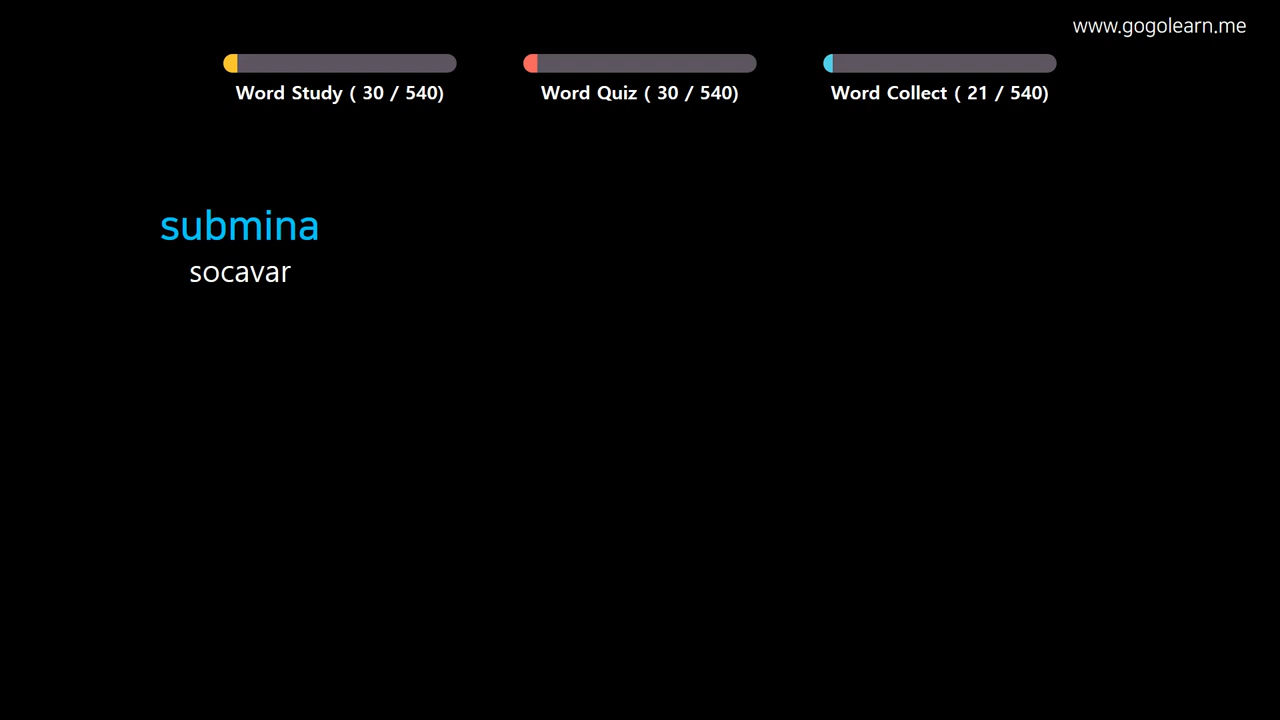 www.gogolearn.me
Word Study ( 30 / 540)
Word Quiz ( 30 / 540)
Word Collect ( 21 / 540)
submina
socavar